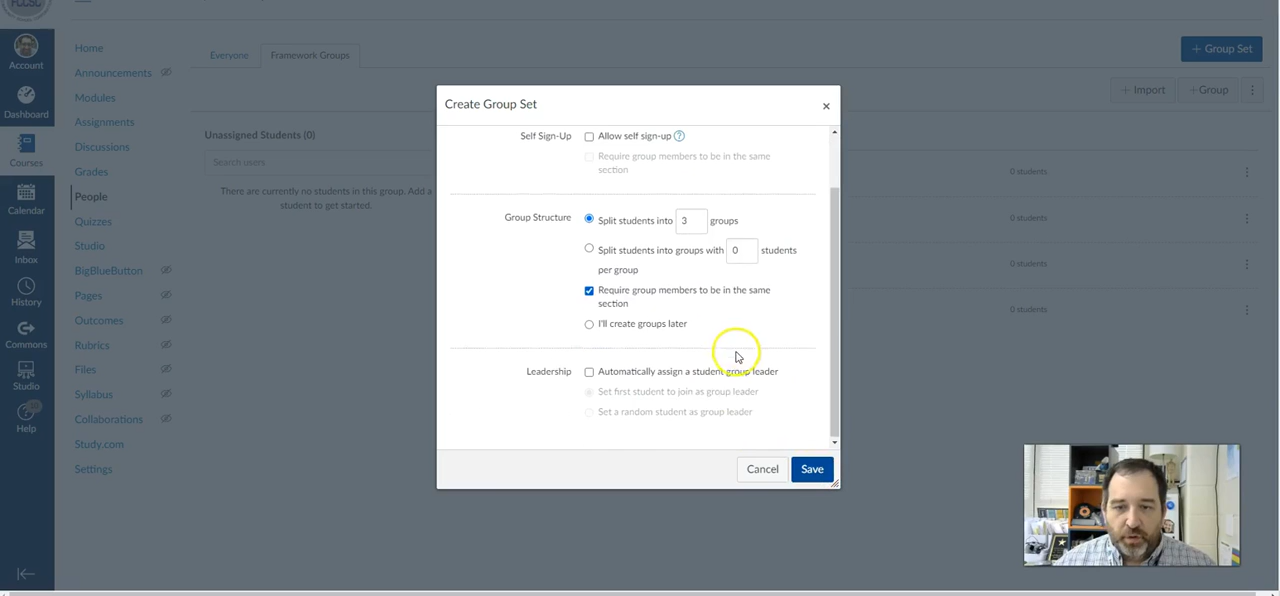 FCCSC
Account
Dashboard
Courses
Calendar
Inbox
History
Commons
Studio
10
Help
Home
Announcements
Modules
Assignments
Discussions
Grades
People
Quizzes
Studio
BigBlueButton
Pages
Outcomes
Rubrics
Files
Syllabus
Collaborations
Study.com
Settings
Everyone
Framework Groups
+ Group Set
+ Import
+ Group
Unassigned Students (0)
Search users
There are currently no students in this group. Add a
student to get started.
0 students
0 students
0 students
0 students
Create Group Set
×
Self Sign-Up
Allow self sign-up ?
Require group members to be in the same
section
Group Structure
Split students into 3 groups
Split students into groups with 0 students
per group
Require group members to be in the same
section
I'll create groups later
Leadership
Automatically assign a student group leader
Set first student to join as group leader
Set a random student as group leader
Cancel
Save